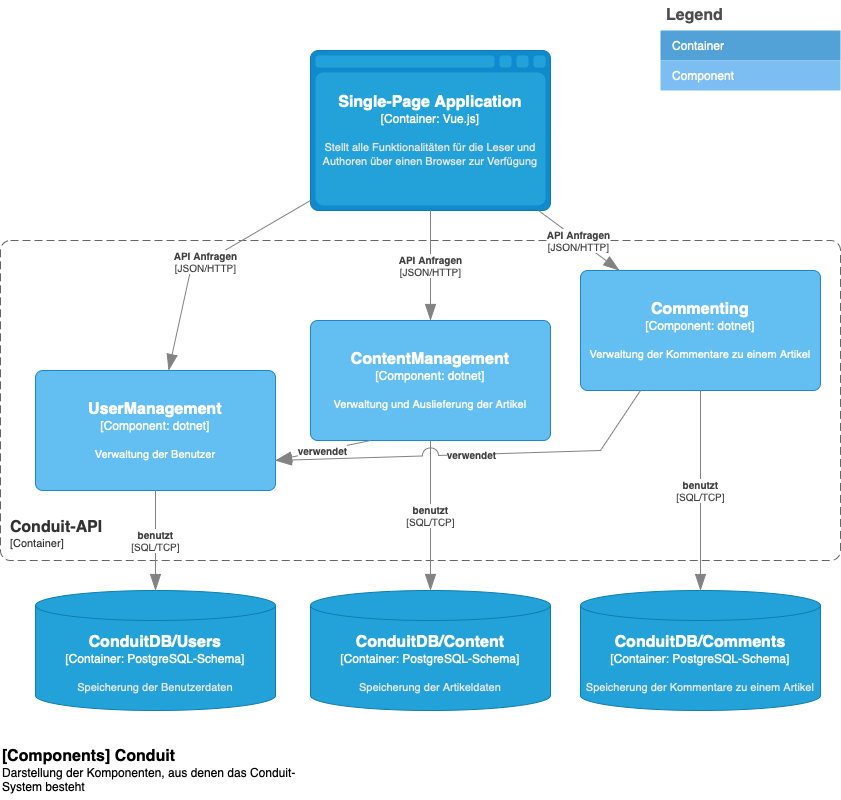 Legend
Container
Component
Single-Page Application
[Container: Vue.js]
Stellt alle Funktionalitäten für die Leser und
Authoren über einen Browser zur Verfügung
API Anfragen
[JSON/HTTP]
API Anfragen
[JSON/HTTP]
API Anfragen
[JSON/HTTP]
Commenting
[Component: dotnet]
Verwaltung der Kommentare zu einem Artikel
ContentManagement
[Component: dotnet]
Verwaltung und Auslieferung der Artikel
UserManagement
[Component: dotnet]
Verwaltung der Benutzer
verwendet
verwendet
benutzt
[SQL/TCP]
benutzt
[SQL/TCP]
benutzt
[SQL/TCP]
Conduit-API
[Container]
ConduitDB/Users
[Container: PostgreSQL-Schema]
Speicherung der Benutzerdaten
ConduitDB/Content
[Container: PostgreSQL-Schema]
Speicherung der Artikeldaten
ConduitDB/Comments
[Container: PostgreSQL-Schema]
Speicherung der Kommentare zu einem Artikel
[Components] Conduit
Darstellung der Komponenten, aus denen das Conduit-
System besteht